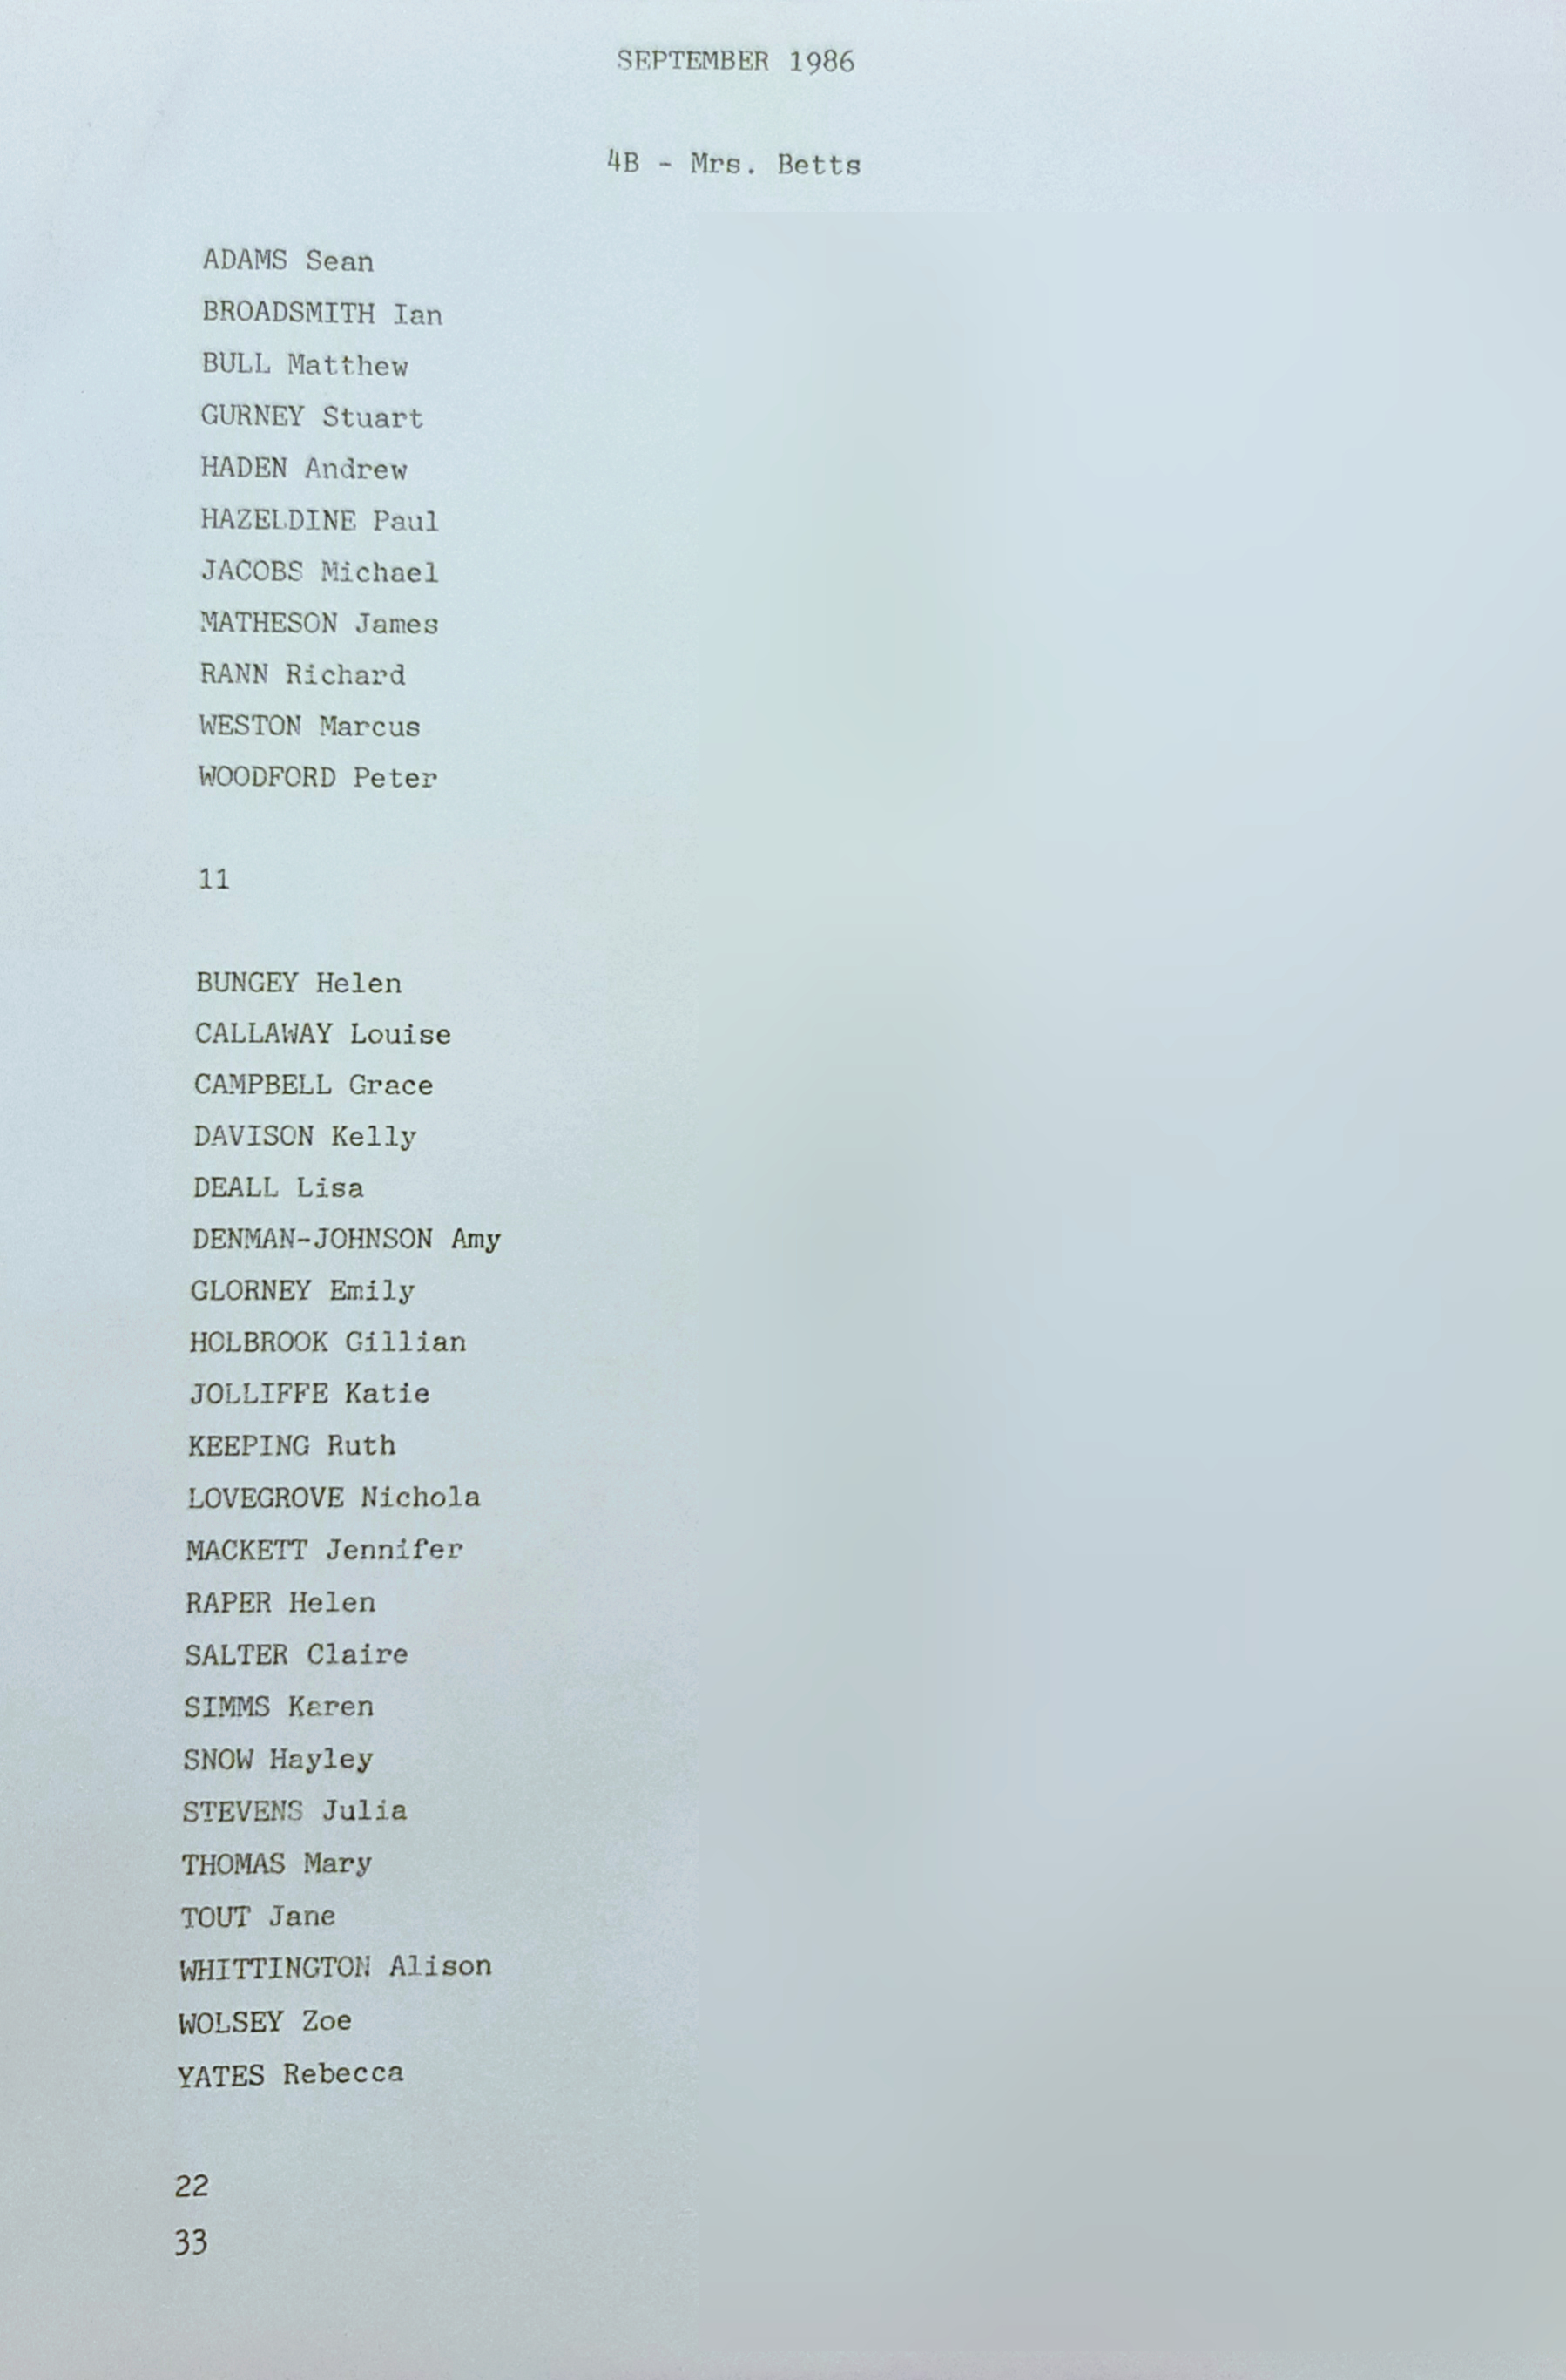 SEPTEMBER 1986
4B - Mrs. Betts
ADAMS Sean
BROADSMITH Ian
BULL Matthew
GURNEY Stuart
HADEN Andrew
HAZELDINE Paul
JACOBS Michael
MATHESON James
RANN Richard
WESTON Marcus
WOODFORD Peter
11
BUNGEY Helen
CALLAWAY Louise
CAMPBELL Grace
DAVISON Kelly
DEALL Lisa
DENMAN-JOHNSON Amy
GLORNEY Emily
HOLBROOK Gillian
JOLLIFFE Katie
KEEPING Ruth
LOVEGROVE Nichola
MACKETT Jennifer
RAPER Helen
SALTER Claire
SIMMS Karen
SNOW Hayley
STEVENS Julia
THOMAS Mary
TOUT Jane
WHITTINGTON Alison
WOLSEY Zoe
YATES Rebecca
22
33